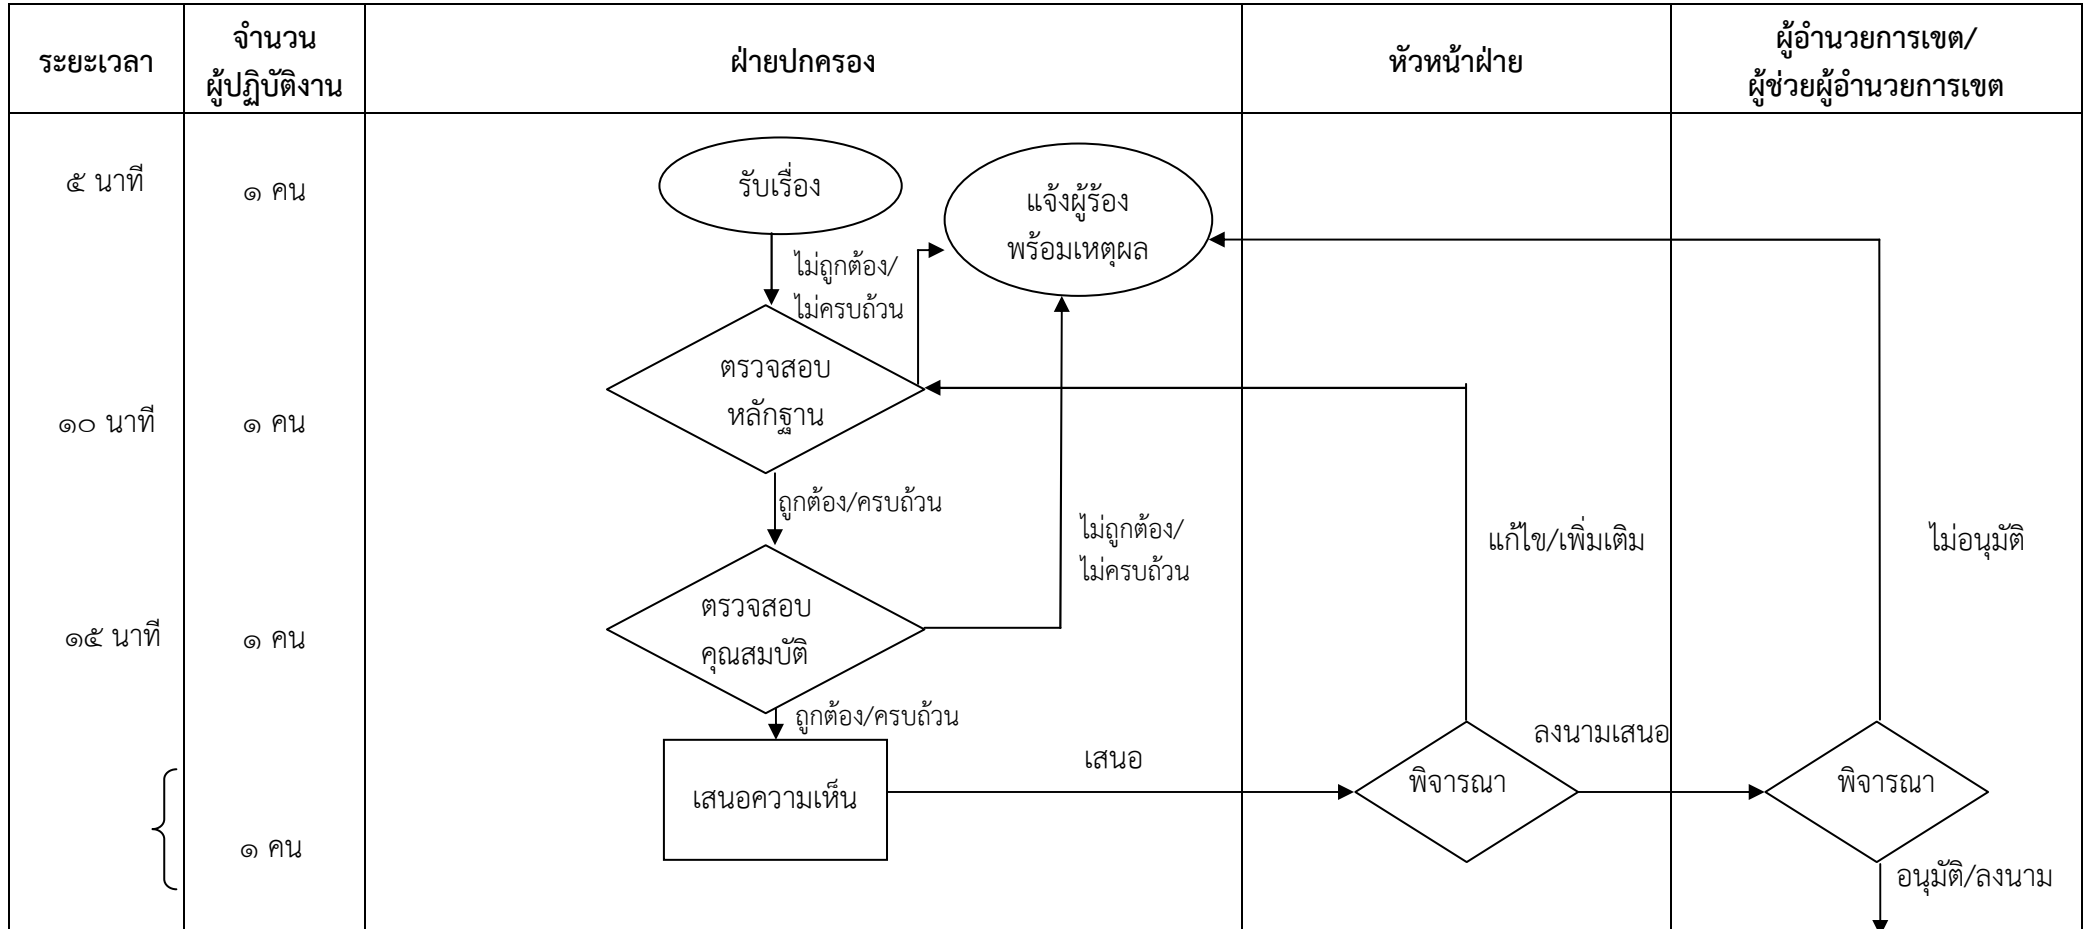 ระยะเวลา
จำนวน
ผู้ปฏิบัติงาน
ฝ่ายปกครอง
หัวหน้าฝ่าย
ผู้อำนวยการเขต/
ผู้ช่วยผู้อำนวยการเขต
๕ นาที
๑ คน
รับเรื่อง
แจ้งผู้ร้อง
พร้อมเหตุผล
ไม่ถูกต้อง/
ไม่ครบถ้วน
ตรวจสอบ
หลักฐาน
๑๐ นาที
๑ คน
ถูกต้อง/ครบถ้วน
ไม่ถูกต้อง/
ไม่ครบถ้วน
แก้ไข/เพิ่มเติม
ไม่อนุมัติ
๑๕ นาที
๑ คน
ตรวจสอบ
คุณสมบัติ
ถูกต้อง/ครบถ้วน
เสนอ
ลงนามเสนอ
เสนอความเห็น
พิจารณา
พิจารณา
๑ คน
อนุมัติ/ลงนาม